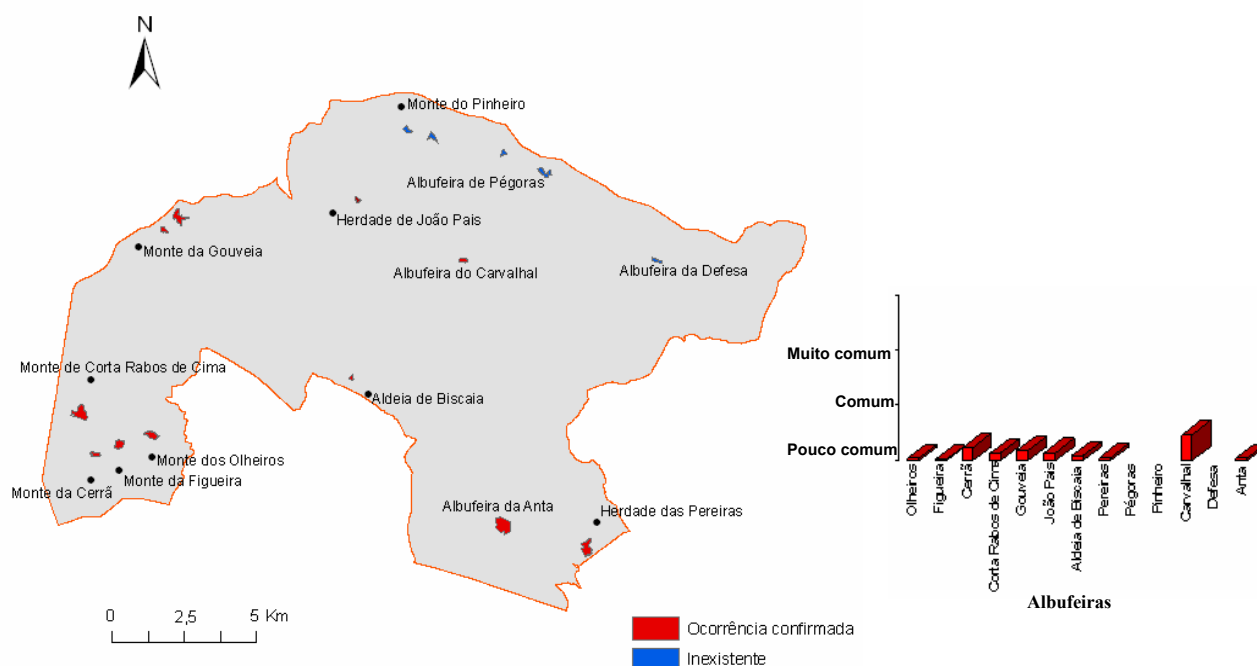 N
Monte do Pinheiro
Albufeira de Pégoras
Herdade de João Pais
Monte da Gouveia
Albufeira do Carvalhal
Albufeira da Defesa
Monte de Corta Rabos de Cima
Aldeia de Biscaia
Monte dos Olheiros
Monte da Figueira
Monte da Cerrã
Albufeira da Anta
Herdade das Pereiras
0 2,5 5 Km
Ocorrência confirmada
Inexistente
Muito comum
Comum
Pouco comum
Olheiros
Figueira
Cerrã
Corta Rabos de Cima
Gouveia
João Pais
Aldeia de Biscaia
Pereiras
Pégoras
Pinheiro
Carvalhal
Defesa
Anta
Albufeiras